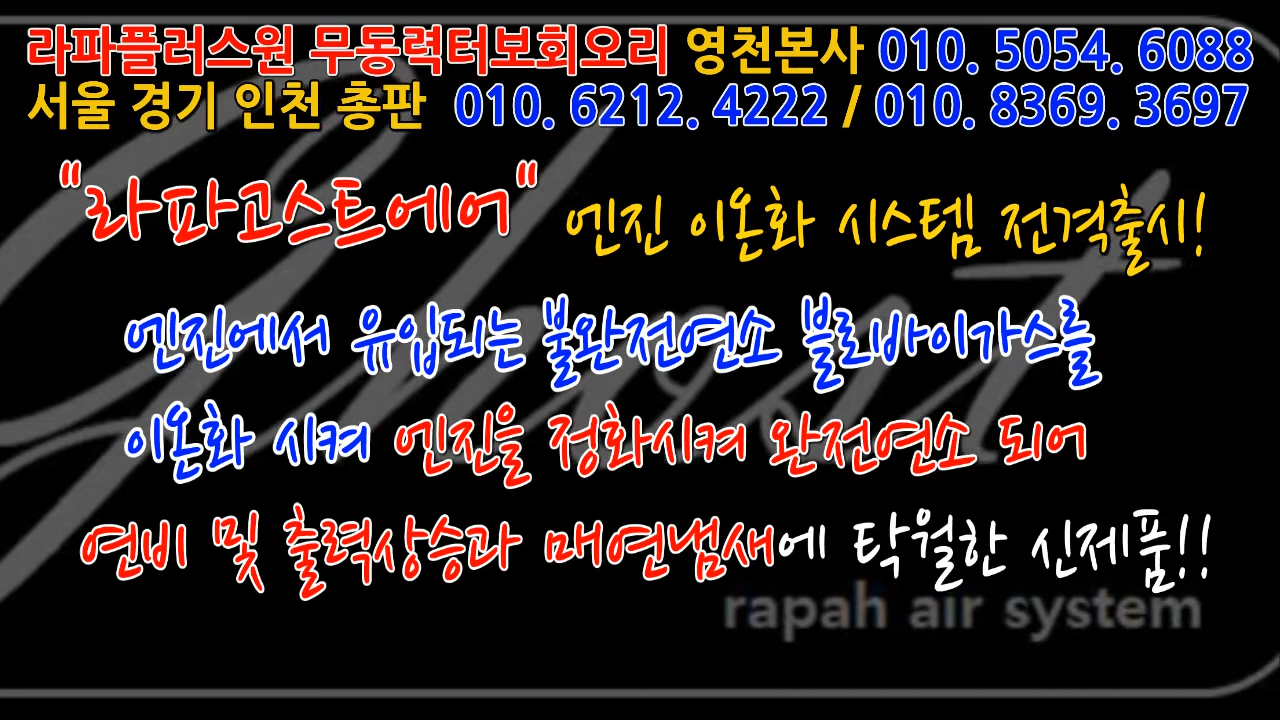 라파플러스원 무동력터보회오리 영천본사 010. 5054. 6088
서울 경기 인천 총판 010. 6212. 4222 / 010. 8369. 3697
"라파고스트에어" 엔진 이온화 시스템 전격출시!
엔진에서 유입되는 불완전연소 블로바이가스를
이온화 시켜 엔진을 정화시켜 완전연소 되어
연비 및 출력상승과 매연냄새에 탁월한 신제품!!
Ghost
rapah air system